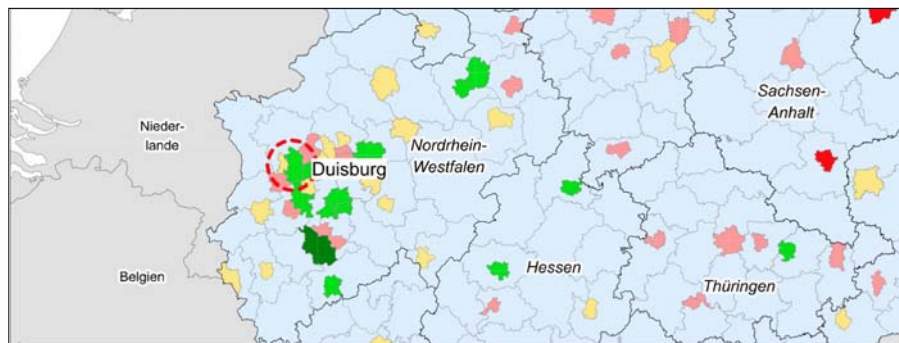 Sachsen-
Anhalt
Nieder-
lande
Nordrhein-
Westfalen
Duisburg
Hessen
Belgien
Thüringen